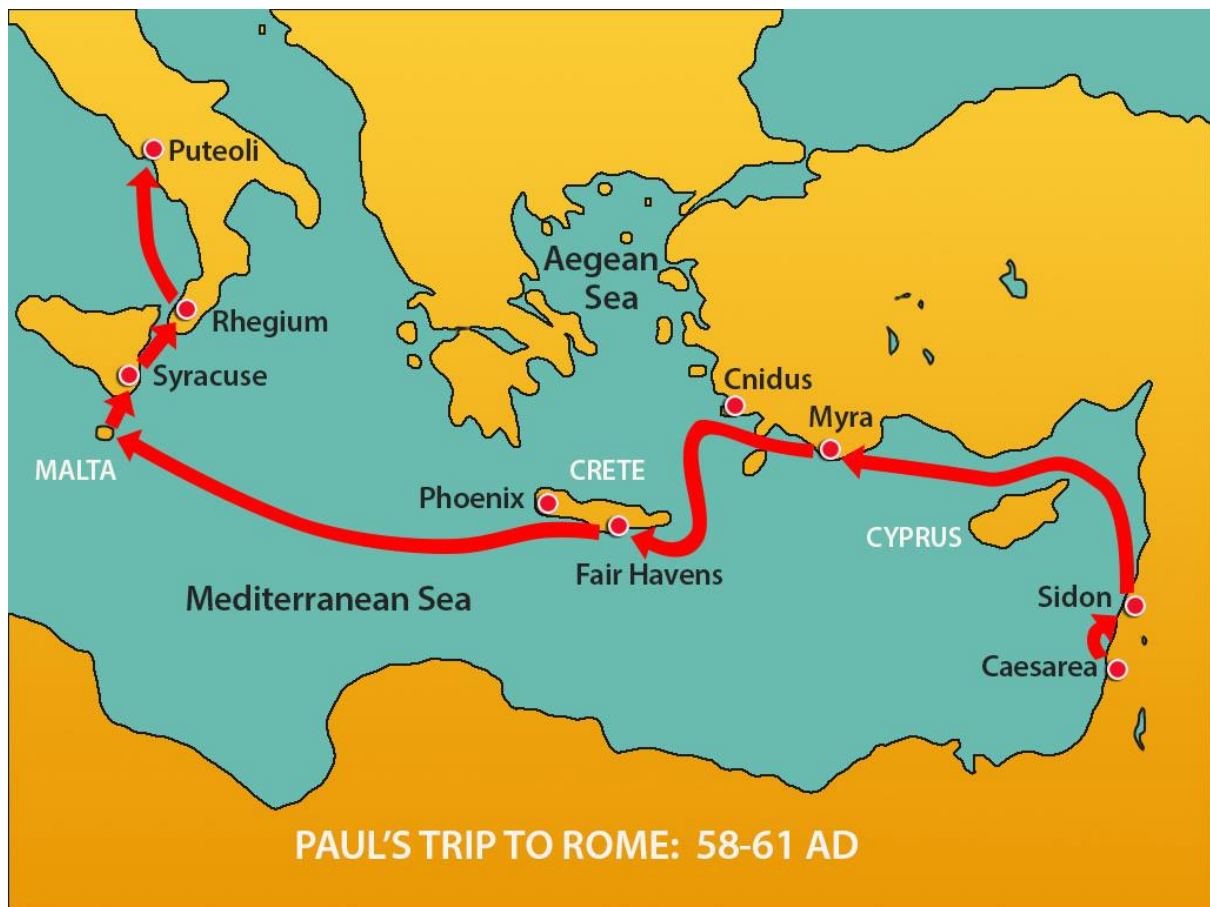 Puteoli
Aegean
Sea
Rhegium
Syracuse
Cnidus
Myra
MALTA
CRETE
Phoenix
CYPRUS
Fair Havens
Mediterranean Sea
Sidon
Caesarea
PAUL'S TRIP TO ROME: 58-61 AD